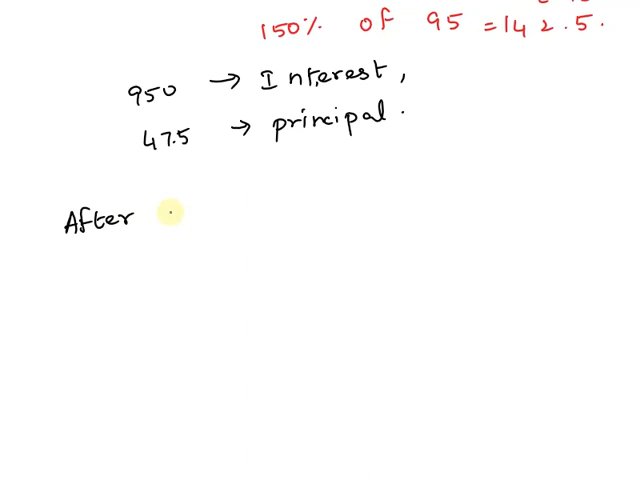 150% of 95 = 142.5.
950 → Interest,
47.5 → principal.
After